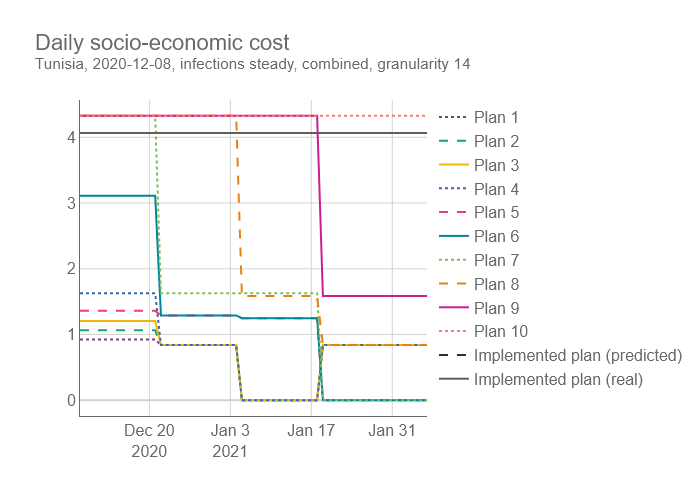 Daily socio-economic cost
Tunisia, 2020-12-08, infections steady, combined, granularity 14
4
3
2
1
0
Dec 20
2020
Jan 3
2021
Jan 17
Jan 31
Plan 1
Plan 2
Plan 3
Plan 4
Plan 5
Plan 6
Plan 7
Plan 8
Plan 9
Plan 10
Implemented plan (predicted)
Implemented plan (real)